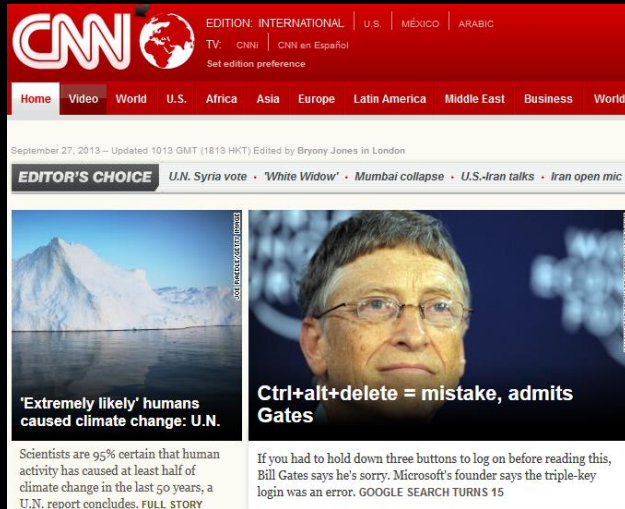 CNN
EDITION: INTERNATIONAL U.S. MÉXICO ARABIC
TV: CNNi CNN en Español
Set edition preference
Home Video World U.S. Africa Asia Europe Latin America Middle East Business World
September 27, 2013 -- Updated 1013 GMT (1813 HKT) Edited by Bryony Jones in London
EDITOR'S CHOICE U.N. Syria vote · 'White Widow' · Mumbai collapse · U.S.-Iran talks · Iran open mic
JOE RAEDLE/GETTY IMAGE
'Extremely likely' humans
caused climate change: U.N.
Scientists are 95% certain that human
activity has caused at least half of
climate change in the last 50 years, a
U.N. report concludes. FULL STORY
Ctrl+alt+delete = mistake, admits
Gates
If you had to hold down three buttons to log on before reading this,
Bill Gates says he's sorry. Microsoft's founder says the triple-key
login was an error. GOOGLE SEARCH TURNS 15